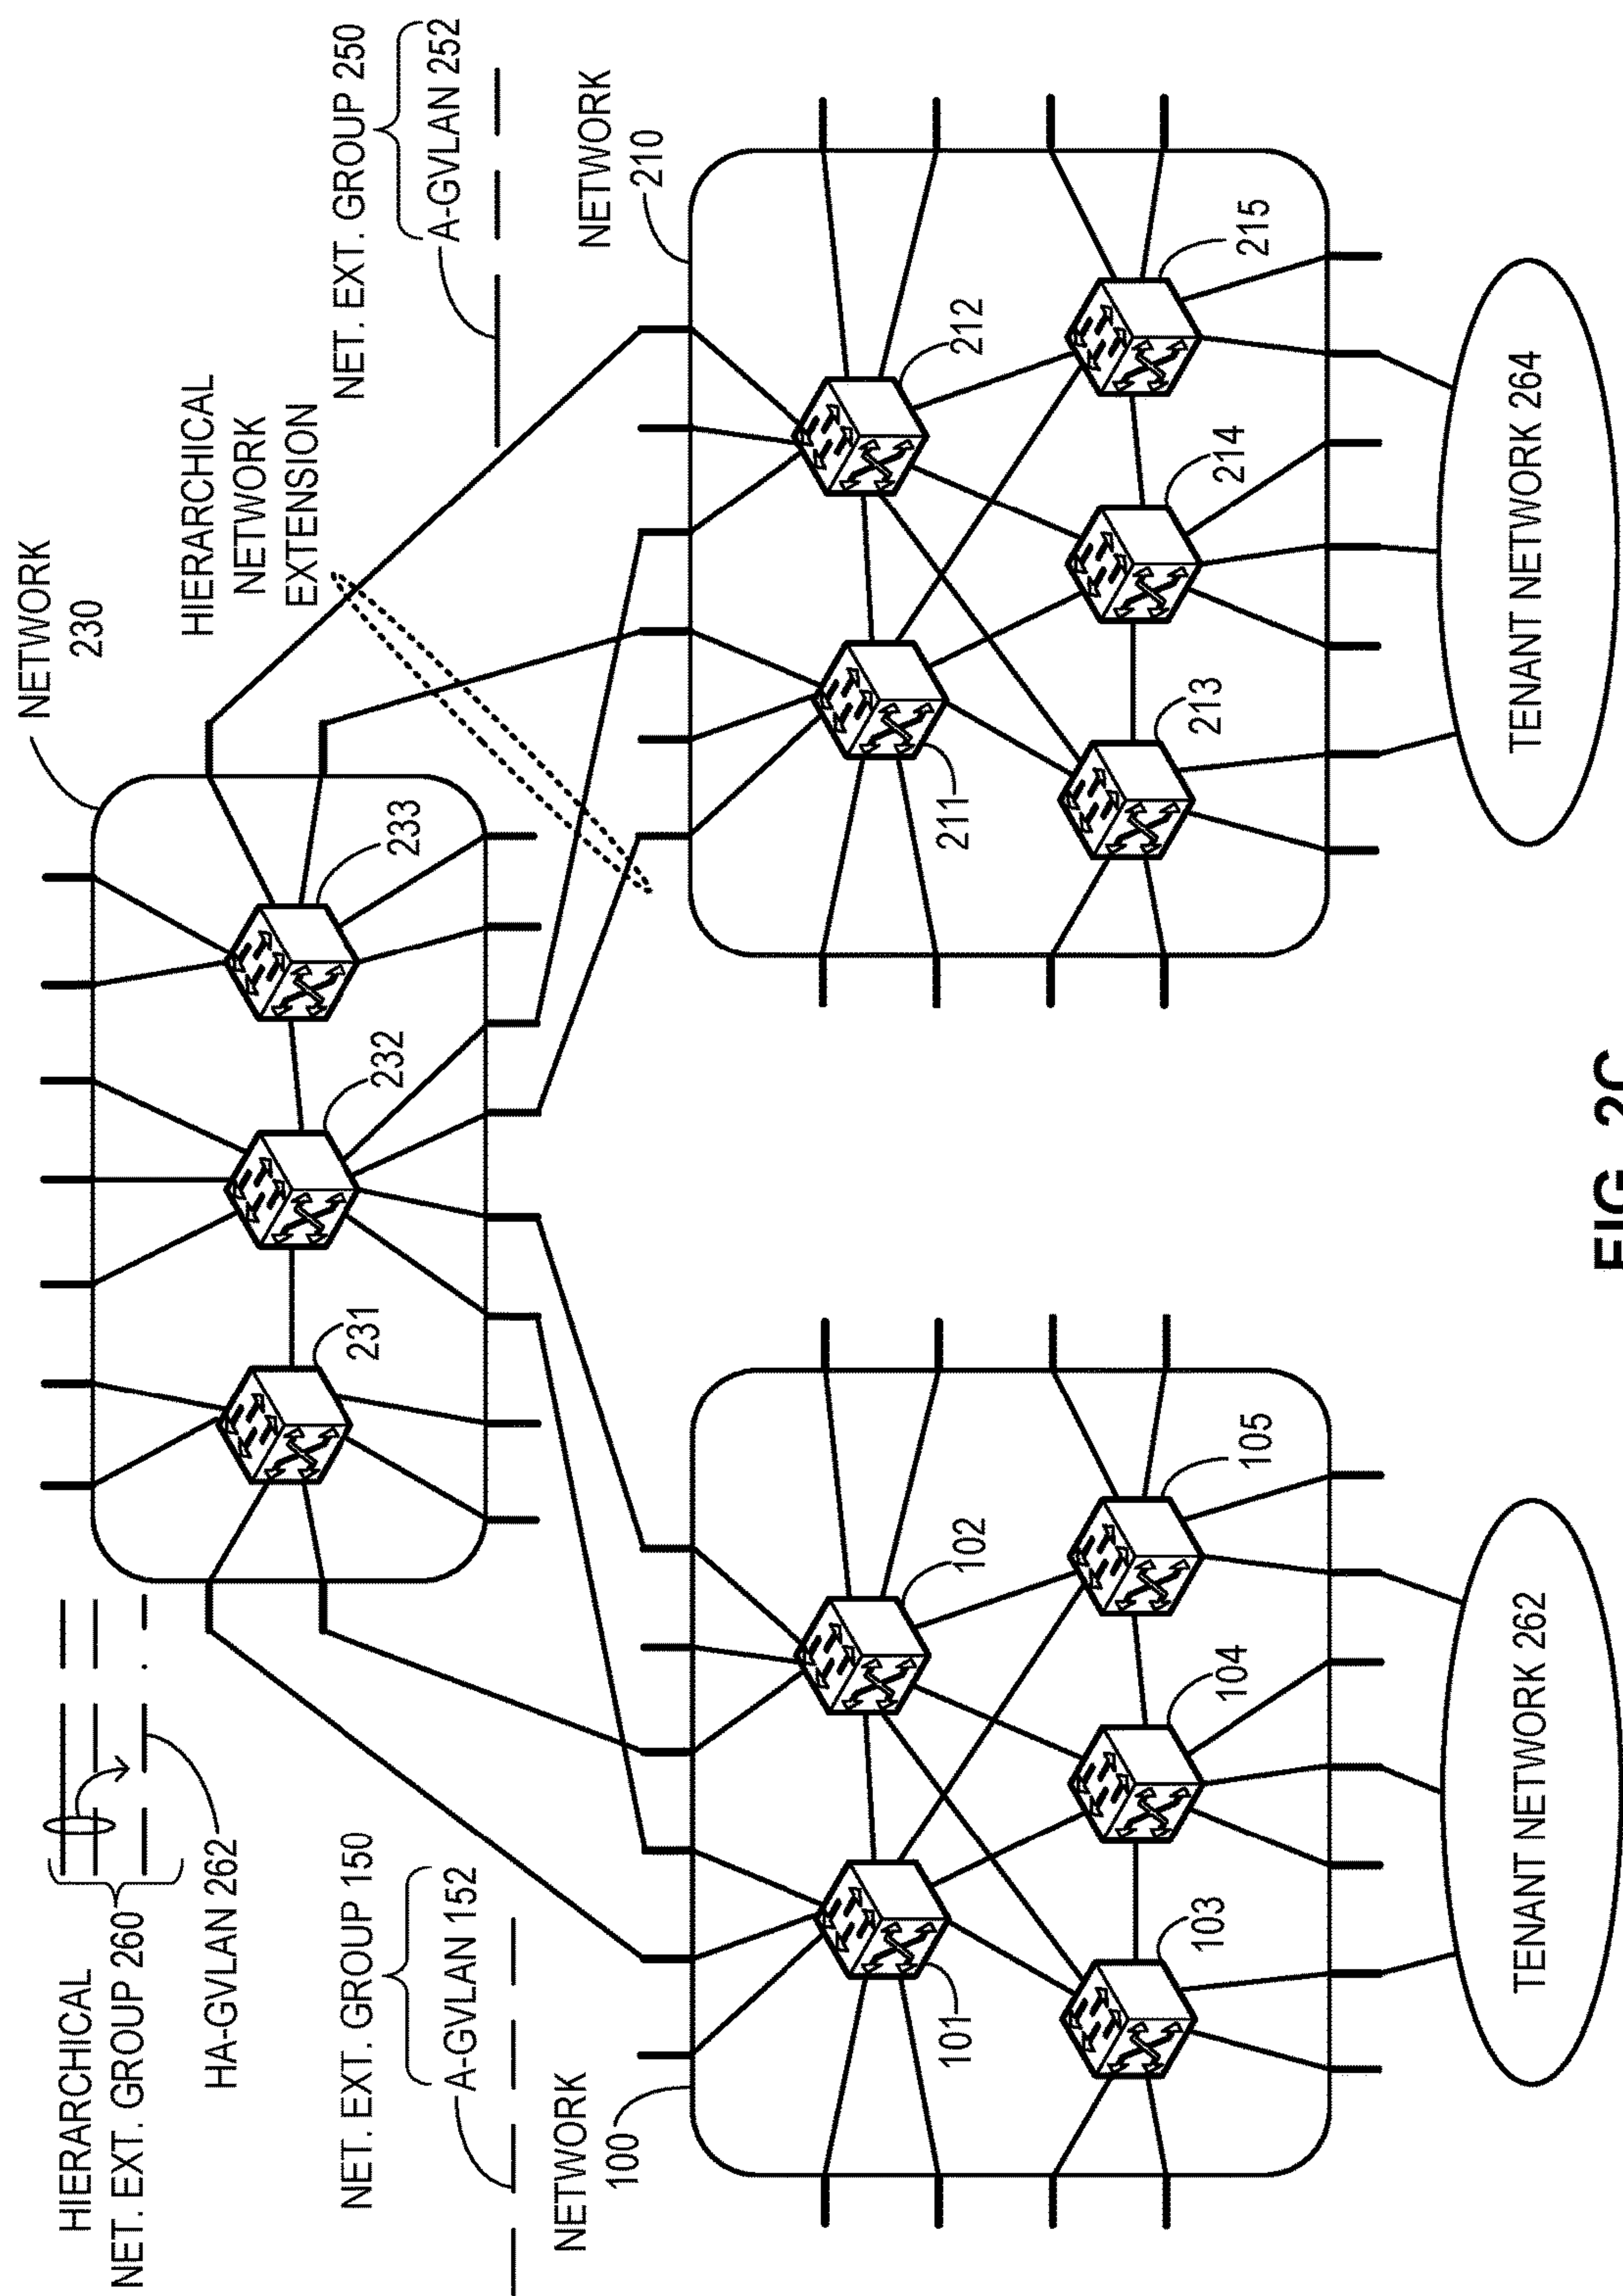 HIERARCHICAL
NET. EXT. GROUP 260
HA-GVLAN 262
NETWORK
230
231
232
233
HIERARCHICAL
NETWORK
EXTENSION
NET. EXT. GROUP 150
A-GVLAN 152
NET. EXT. GROUP 250
A-GVLAN 252
NETWORK
100
101
102
103
104
105
NETWORK
210
211
212
213
214
215
TENANT NETWORK 262
TENANT NETWORK 264
FIG. 2C